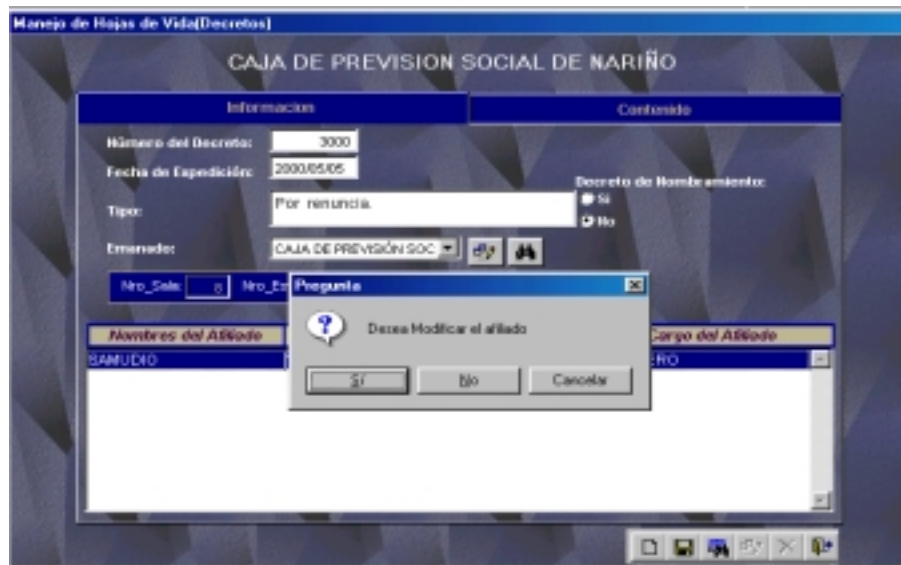 Manejo de Hojas de Vida(Decretos)
CAJA DE PREVISION SOCIAL DE NARIÑO
Informacion Contenido
Número del Decreto: 3000
Fecha de Expedición: 2000/05/05
Decreto de Nombramiento:
Tipo: Por renuncia.
Si
No
Emanado: CAJA DE PREVISIÓN SOC
Nro_Sala: 8
Pregunta
Desea Modificar el afiliado
Sí No Cancelar
Nombres del Afiliado Cargo del Afiliado
SAMUDIO